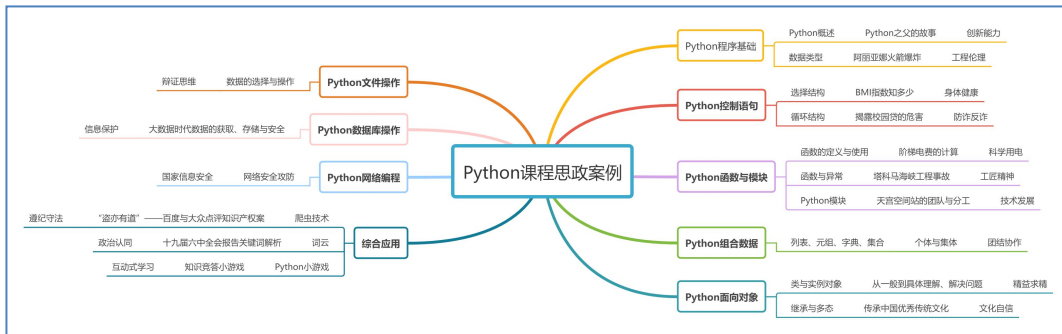 Python课程思政案例
Python程序基础
Python概述 Python之父的故事 创新能力
数据类型 阿丽亚娜火箭爆炸 工程伦理
Python控制语句
选择结构 BMI指数知多少 身体健康
循环结构 揭露校园贷的危害 防诈反诈
Python函数与模块
函数的定义与使用 阶梯电费的计算 科学用电
函数与异常 塔科马海峡工程事故 工匠精神
Python模块 天宫空间站的团队与分工 技术发展
Python组合数据
列表、元组、字典、集合 个体与集体 团结协作
Python面向对象
类与实例对象 从一般到具体理解、解决问题 精益求精
继承与多态 传承中国优秀传统文化 文化自信
Python文件操作
辩证思维 数据的选择与操作
Python数据库操作
信息保护 大数据时代数据的获取、存储与安全
Python网络编程
国家信息安全 网络安全攻防
综合应用
遵纪守法 “盗亦有道”——百度与大众点评知识产权案 爬虫技术
政治认同 十九届六中全会报告关键词解析 词云
互动式学习 知识竞答小游戏 Python小游戏